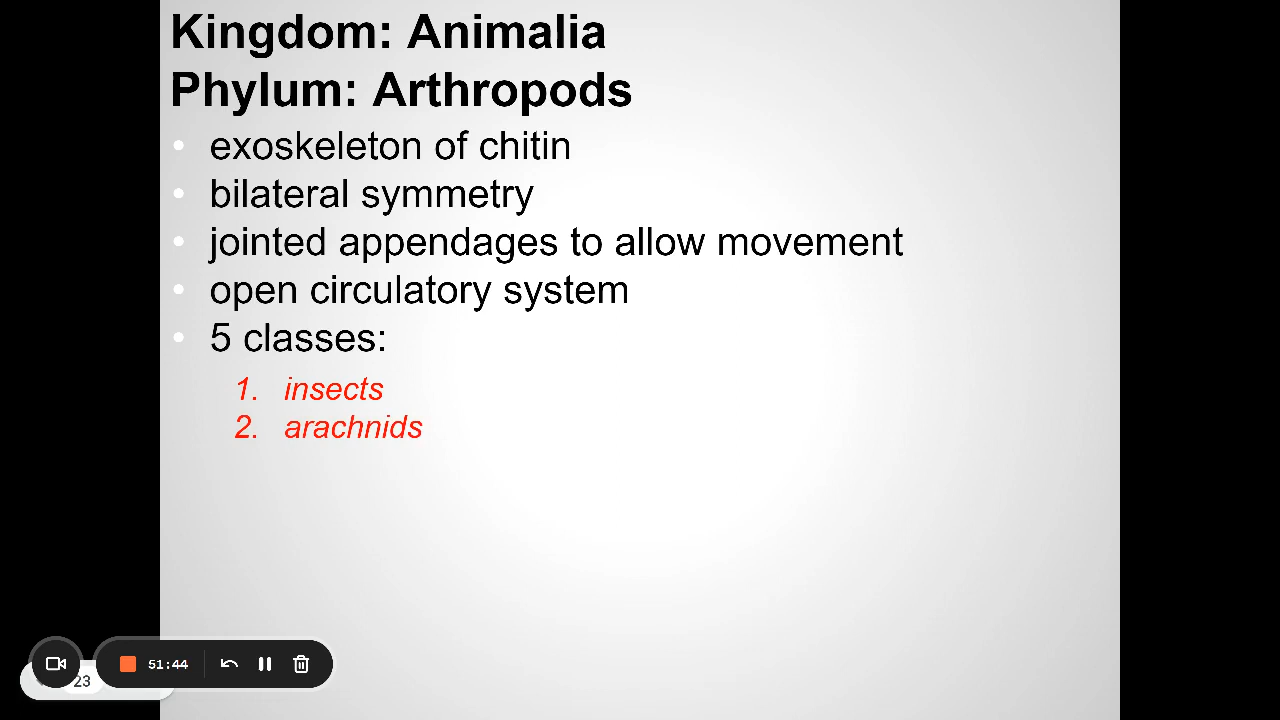 Kingdom: Animalia
Phylum: Arthropods
• exoskeleton of chitin
• bilateral symmetry
• jointed appendages to allow movement
• open circulatory system
• 5 classes:
1. insects
2. arachnids
51:44
23